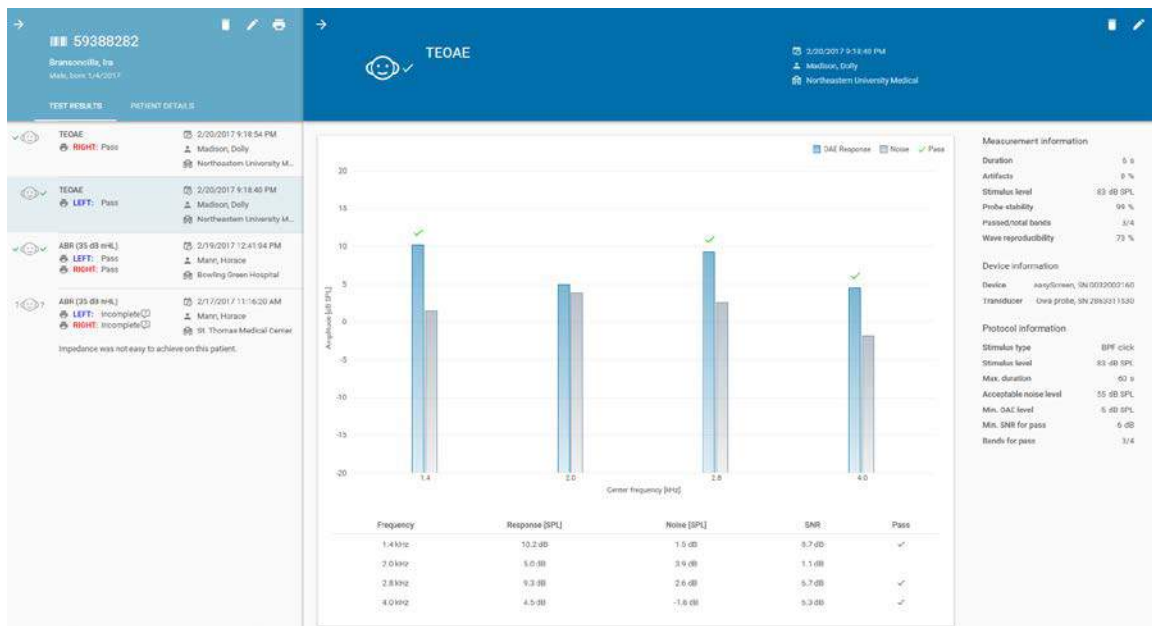 59388282
Bransonville, Ira
Male, born 1/4/2017
TEST RESULTS
PATIENT DETAILS
TEOAE
RIGHT: Pass
2/20/2017 9:18:54 PM
Madison, Dolly
Northeastern University M...
TEOAE
LEFT: Pass
2/20/2017 9:18:40 PM
Madison, Dolly
Northeastern University M...
ABR (35 dB nHL)
LEFT: Pass
RIGHT: Pass
2/19/2017 12:41:04 PM
Mann, Horace
Bowling Green Hospital
ABR (35 dB nHL)
LEFT: Incomplete
RIGHT: Incomplete
2/17/2017 11:16:20 AM
Mann, Horace
St. Thomas Medical Center
Impedance was not easy to achieve on this patient.
TEOAE
2/20/2017 9:18:40 PM
Madison, Dolly
Northeastern University Medical
OAE Response Noise Pass
20
15
10
5
0
-5
-10
-15
-20
Amplitude [dB SPL]
1.4 2.0 2.8 4.0
Center frequency [kHz]
Frequency Response [SPL] Noise [SPL] SNR Pass
1.4 kHz 10.2 dB 1.5 dB 8.7 dB
2.0 kHz 5.0 dB 3.9 dB 1.1 dB
2.8 kHz 9.3 dB 2.6 dB 6.7 dB
4.0 kHz 4.5 dB -1.8 dB 6.3 dB
Measurement information
Duration 6 s
Artifacts %
Stimulus level 83 dB SPL
Probe stability 99 %
Passed/total bands 3/4
Wave reproducibility 73 %
Device information
Device easyScreen, SN
Transducer probe, SN
Protocol information
Stimulus type BPF click
Stimulus level 83 dB SPL
Max. duration 60 s
Acceptable noise level 55 dB SPL
Min. OAE level -5 dB SPL
Min. SNR for pass 6 dB
Bands for pass 3/4